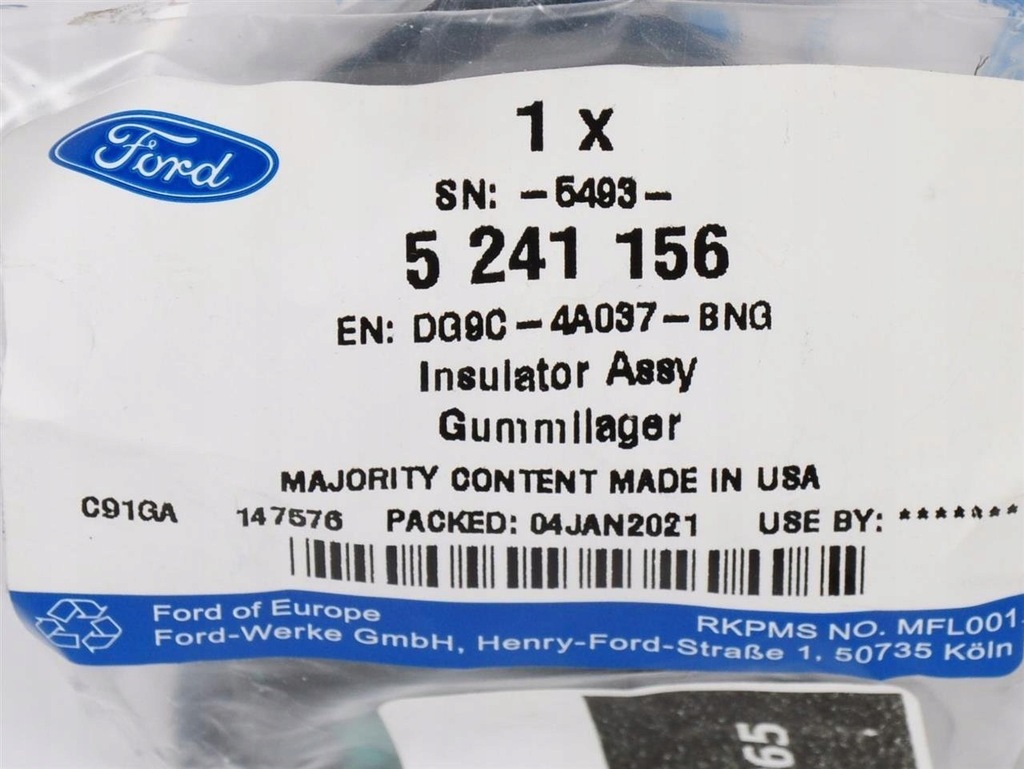 Ford
1 x
SN: -5493-
5 241 156
EN: DG9C-4A037-BNG
Insulator Assy
Gummilager
MAJORITY CONTENT MADE IN USA
C91GA 147576 PACKED: 04JAN2021 USE BY: *******
Ford of Europe RKPMS NO. MFL001-
Ford-Werke GmbH, Henry-Ford-Straße 1, 50735 Köln
65